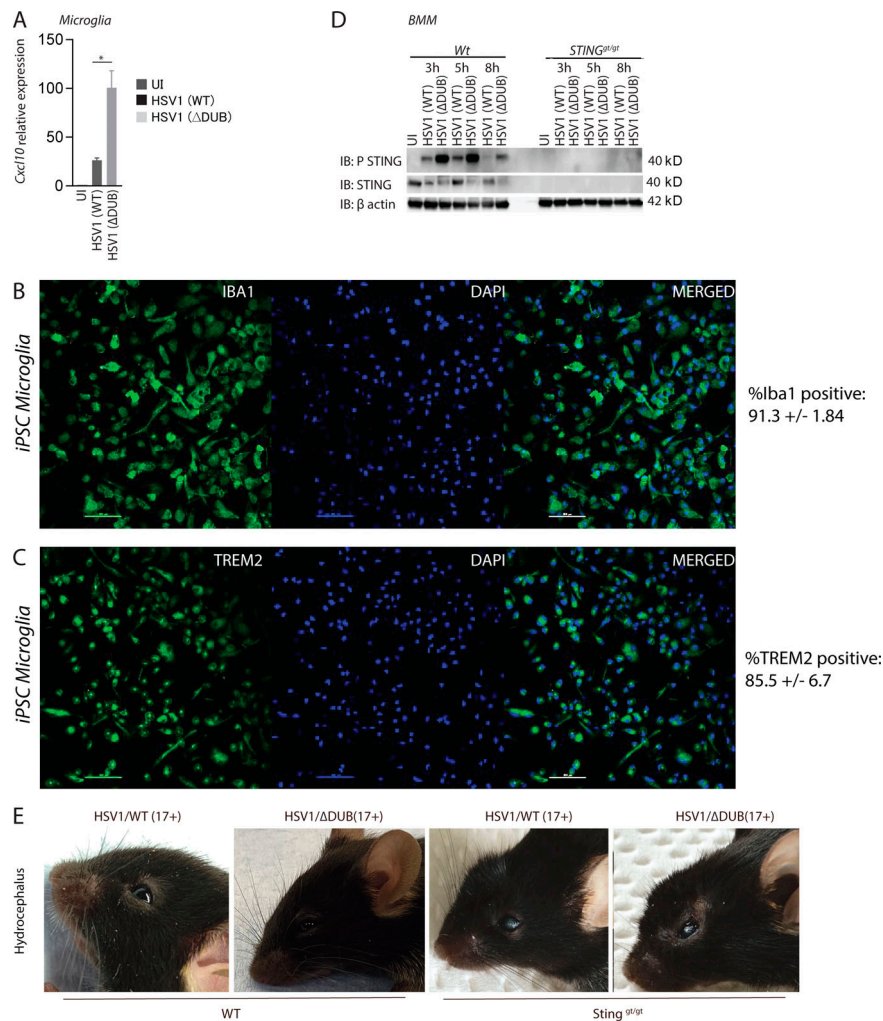 A
Microglia
Cxcl10 relative expression
150
100
50
0
*
UI
HSV1 (WT)
HSV1 (ΔDUB)
UI
HSV1 (WT)
HSV1 (ΔDUB)
D
BMM
Wt
STING gt/gt
3h 5h 8h
3h 5h 8h
UI
HSV1 (WT)
HSV1 (ΔDUB)
HSV1 (WT)
HSV1 (ΔDUB)
HSV1 (WT)
HSV1 (ΔDUB)
UI
HSV1 (WT)
HSV1 (ΔDUB)
HSV1 (WT)
HSV1 (ΔDUB)
HSV1 (WT)
HSV1 (ΔDUB)
IB: P STING 40 kD
IB: STING 40 kD
IB: β actin 42 kD
B
iPSC Microglia
IBA1 DAPI MERGED
%Iba1 positive:
91.3 +/- 1.84
C
iPSC Microglia
TREM2 DAPI MERGED
%TREM2 positive:
85.5 +/- 6.7
E
HSV1/WT (17+) HSV1/ΔDUB(17+) HSV1/WT (17+) HSV1/ΔDUB(17+)
Hydrocephalus
WT Sting gt/gt